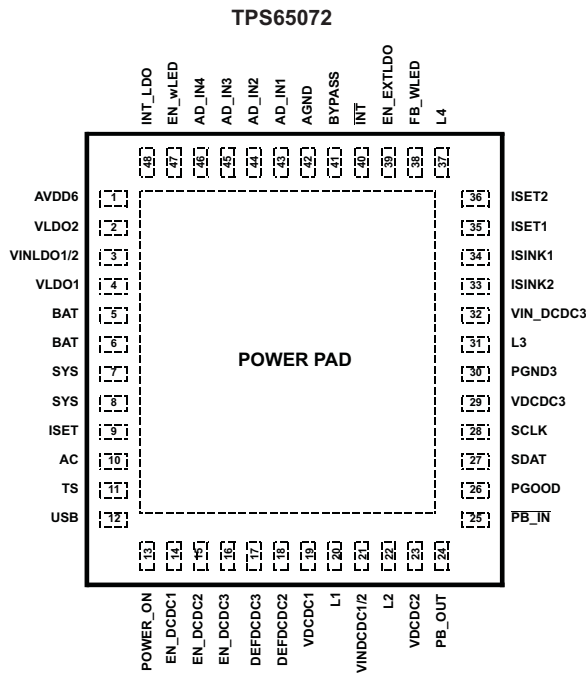 TPS65072
INT_LDO
EN_wLED
AD_IN4
AD_IN3
AD_IN2
AD_IN1
AGND
BYPASS
INT
EN_EXTLDO
FB_WLED
L4
48
47
46
45
44
43
42
41
40
39
38
37
AVDD6 1
VLDO2 2
VINLDO1/2 3
VLDO1 4
BAT 5
BAT 6
SYS 7
SYS 8
ISET 9
AC 10
TS 11
USB 12
POWER PAD
36 ISET2
35 ISET1
34 ISINK1
33 ISINK2
32 VIN_DCDC3
31 L3
30 PGND3
29 VDCDC3
28 SCLK
27 SDAT
26 PGOOD
25 PB_IN
13
14
15
16
17
18
19
20
21
22
23
24
POWER_ON
EN_DCDC1
EN_DCDC2
EN_DCDC3
DEFDCDC3
DEFDCDC2
VDCDC1
L1
VINDCDC1/2
L2
VDCDC2
PB_OUT